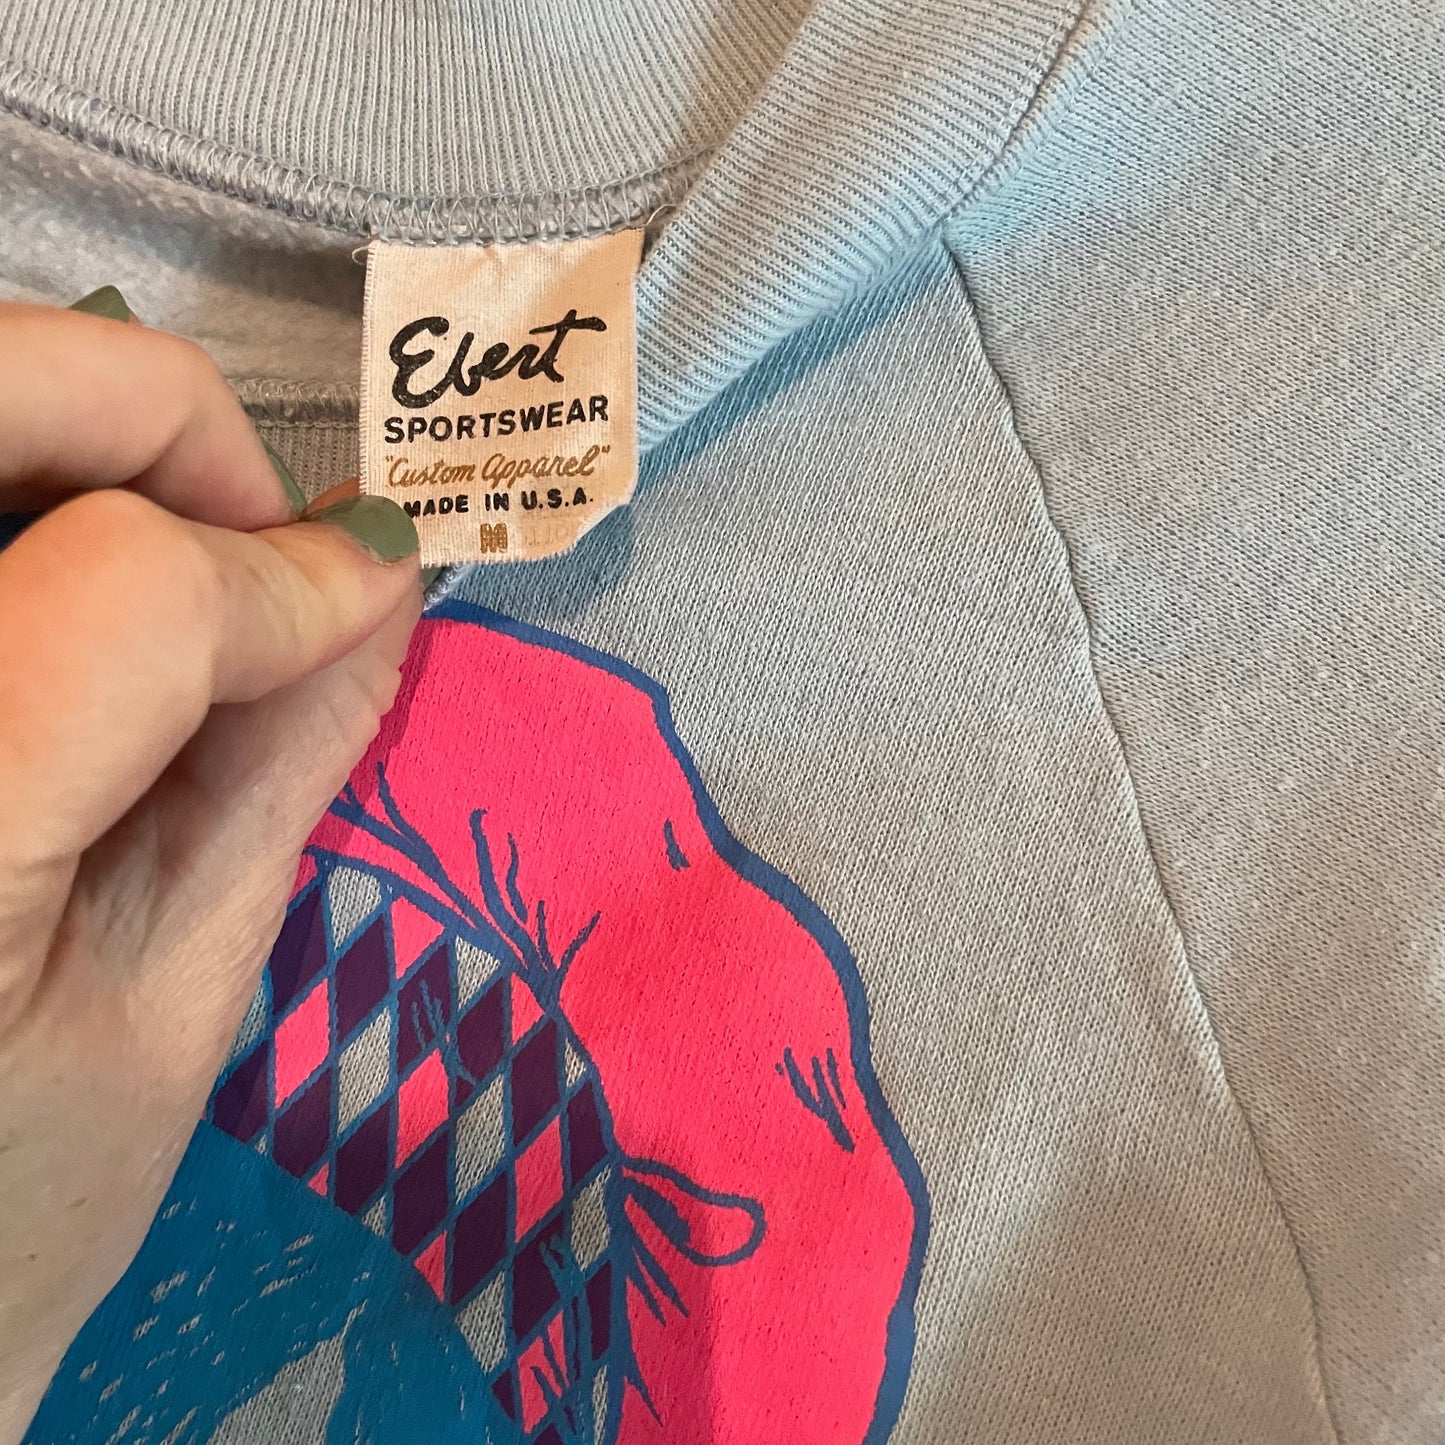 Ebert
SPORTSWEAR
"Custom Apparel"
MADE IN U.S.A.
M